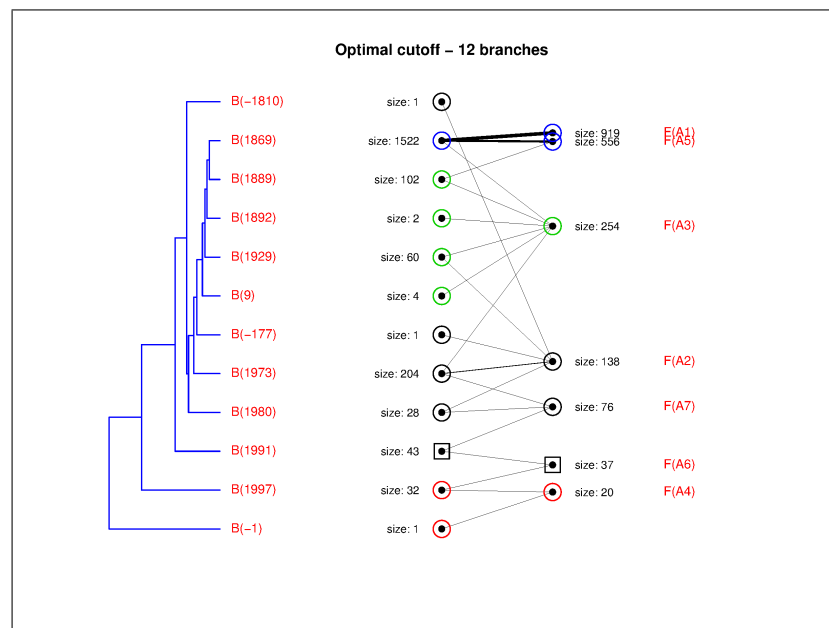 Optimal cutoff − 12 branches
B(−1810) size: 1
B(1869) size: 1522 size: 919 F(A1)
size: 556 F(A5)
B(1889) size: 102
B(1892) size: 2 size: 254 F(A3)
B(1929) size: 60
B(9) size: 4
B(−177) size: 1
size: 138 F(A2)
B(1973) size: 204
B(1980) size: 28 size: 76 F(A7)
B(1991) size: 43
size: 37 F(A6)
B(1997) size: 32 size: 20 F(A4)
B(−1) size: 1